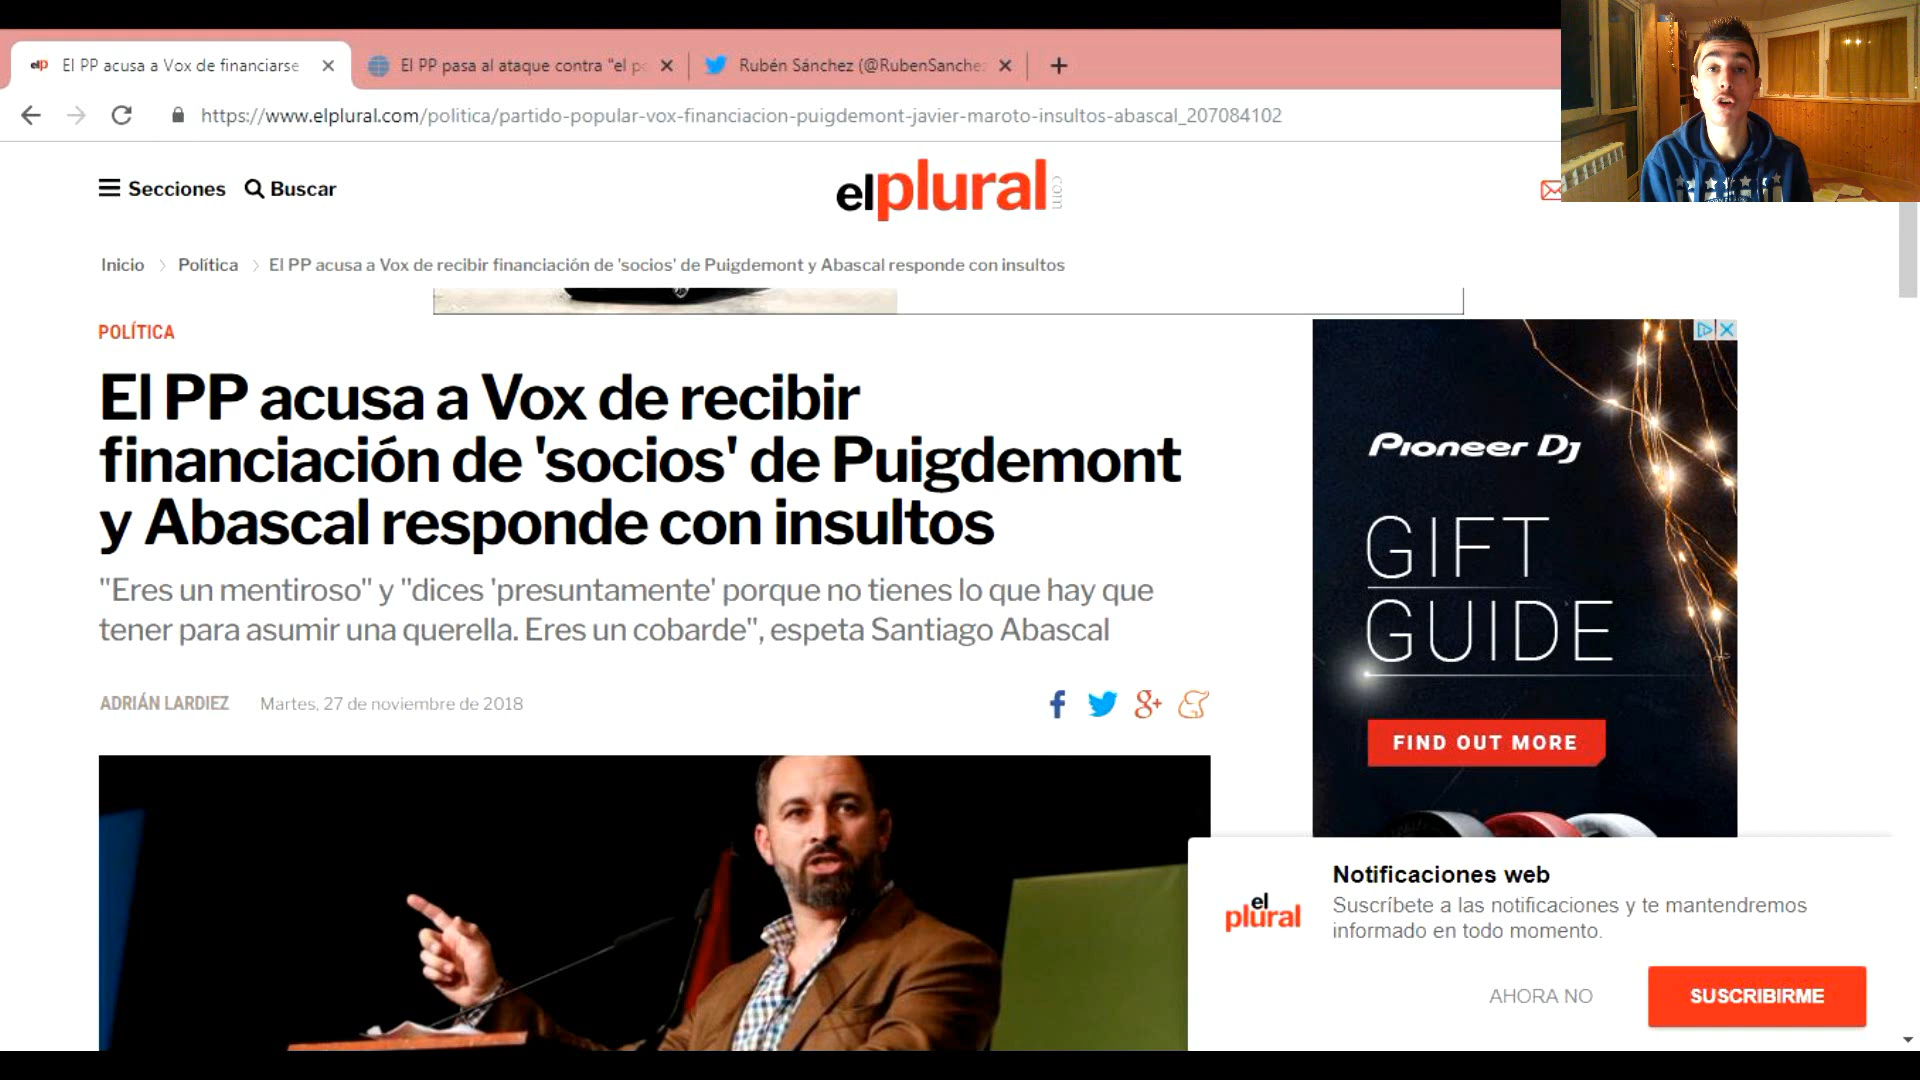 elp El PP acusa a Vox de financiarse
El PP pasa al ataque contra "el p
Rubén Sánchez (@RubenSanche
https://www.elplural.com/politica/partido-popular-vox-financiacion-puigdemont-javier-maroto-insultos-abascal_207084102
Secciones Buscar
elplural.com
Inicio > Política > El PP acusa a Vox de recibir financiación de 'socios' de Puigdemont y Abascal responde con insultos
POLÍTICA
El PP acusa a Vox de recibir
financiación de 'socios' de Puigdemont
y Abascal responde con insultos
"Eres un mentiroso" y "dices 'presuntamente' porque no tienes lo que hay que
tener para asumir una querella. Eres un cobarde", espeta Santiago Abascal
ADRIÁN LARDIEZ Martes, 27 de noviembre de 2018
Pioneer Dj
GIFT
GUIDE
FIND OUT MORE
el
plural
Notificaciones web
Suscríbete a las notificaciones y te mantendremos
informado en todo momento.
AHORA NO
SUSCRIBIRME